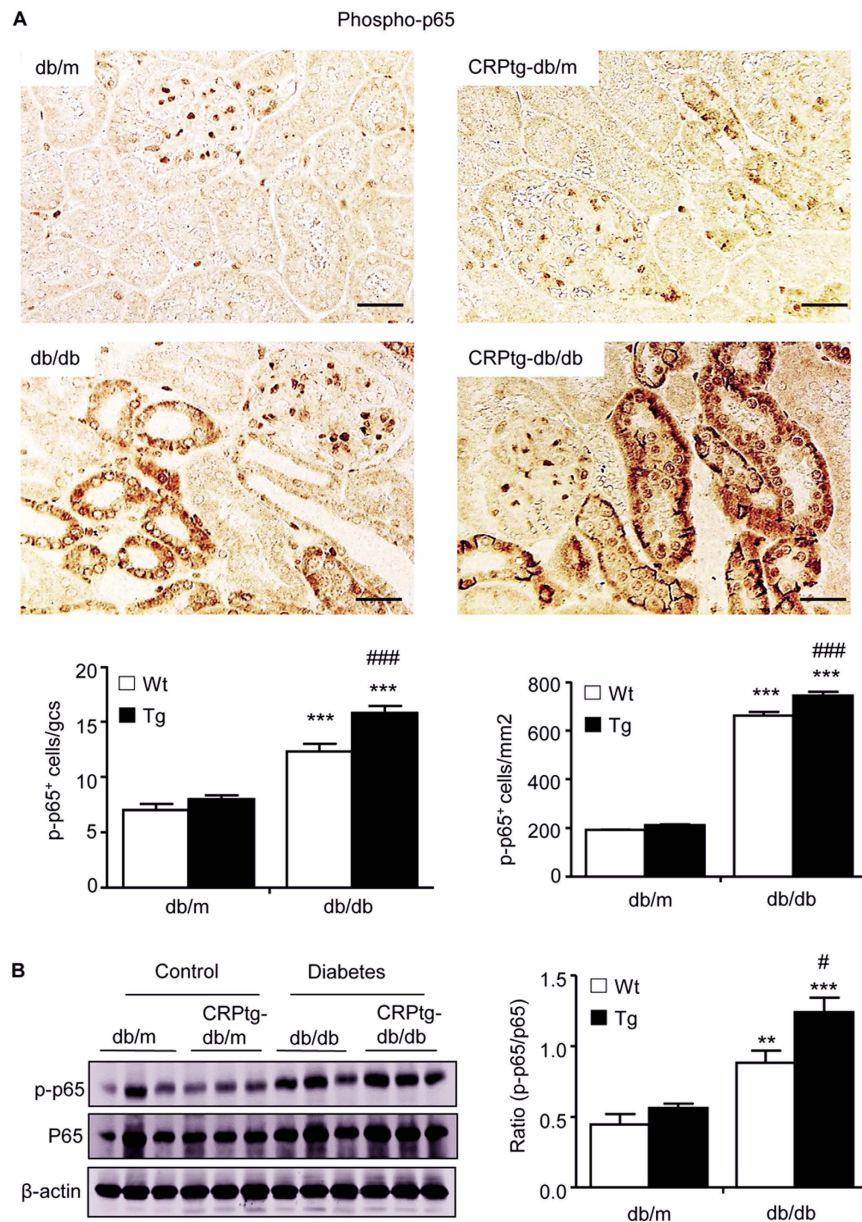 A
Phospho-p65
db/m
CRPtg-db/m
db/db
CRPtg-db/db
p-p65⁺ cells/gcs
20
15
10
5
0
Wt
Tg
***
###
***
db/m
db/db
p-p65⁺ cells/mm2
800
600
400
200
0
Wt
Tg
***
###
***
db/m
db/db
B
Control
Diabetes
db/m
CRPtg-
db/m
db/db
CRPtg-
db/db
p-p65
P65
β-actin
Ratio (p-p65/p65)
1.5
1.0
0.5
0.0
Wt
Tg
**
#
***
db/m
db/db